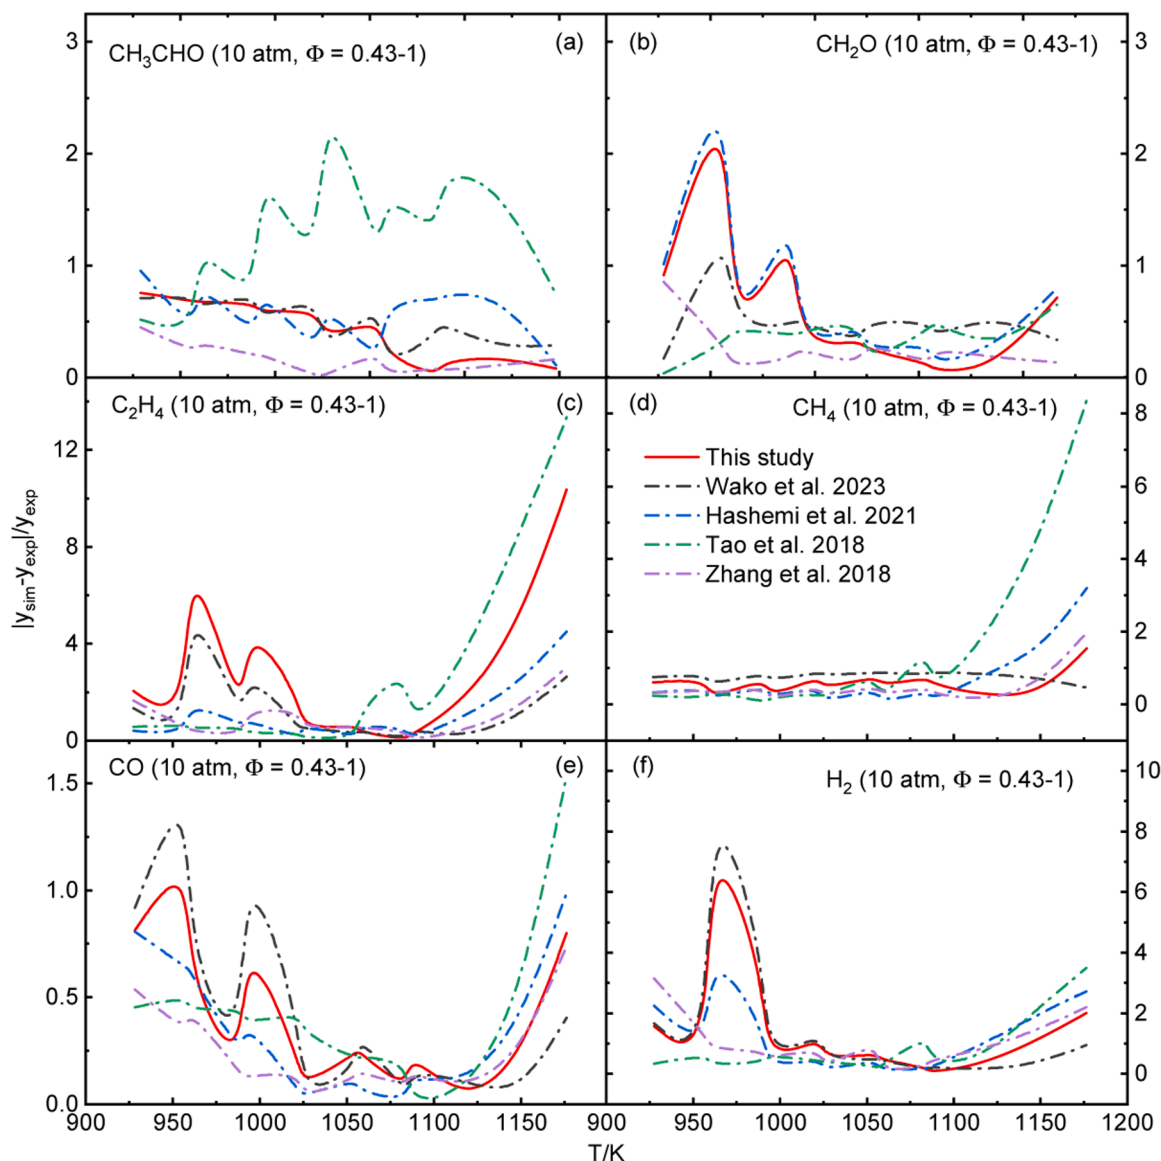 3
CH₃CHO (10 atm, Φ = 0.43-1)
(a)
2
1
0
(b)
CH₂O (10 atm, Φ = 0.43-1)
3
2
1
0
C₂H₄ (10 atm, Φ = 0.43-1)
(c)
12
8
4
0
(d)
CH₄ (10 atm, Φ = 0.43-1)
This study
Wako et al. 2023
Hashemi et al. 2021
Tao et al. 2018
Zhang et al. 2018
8
6
4
2
0
|y_sim-y_exp|/y_exp
CO (10 atm, Φ = 0.43-1)
(e)
1.5
1.0
0.5
0.0
(f)
H₂ (10 atm, Φ = 0.43-1)
10
8
6
4
2
0
900 950 1000 1050 1100 1150 900 950 1000 1050 1100 1150 1200
T/K